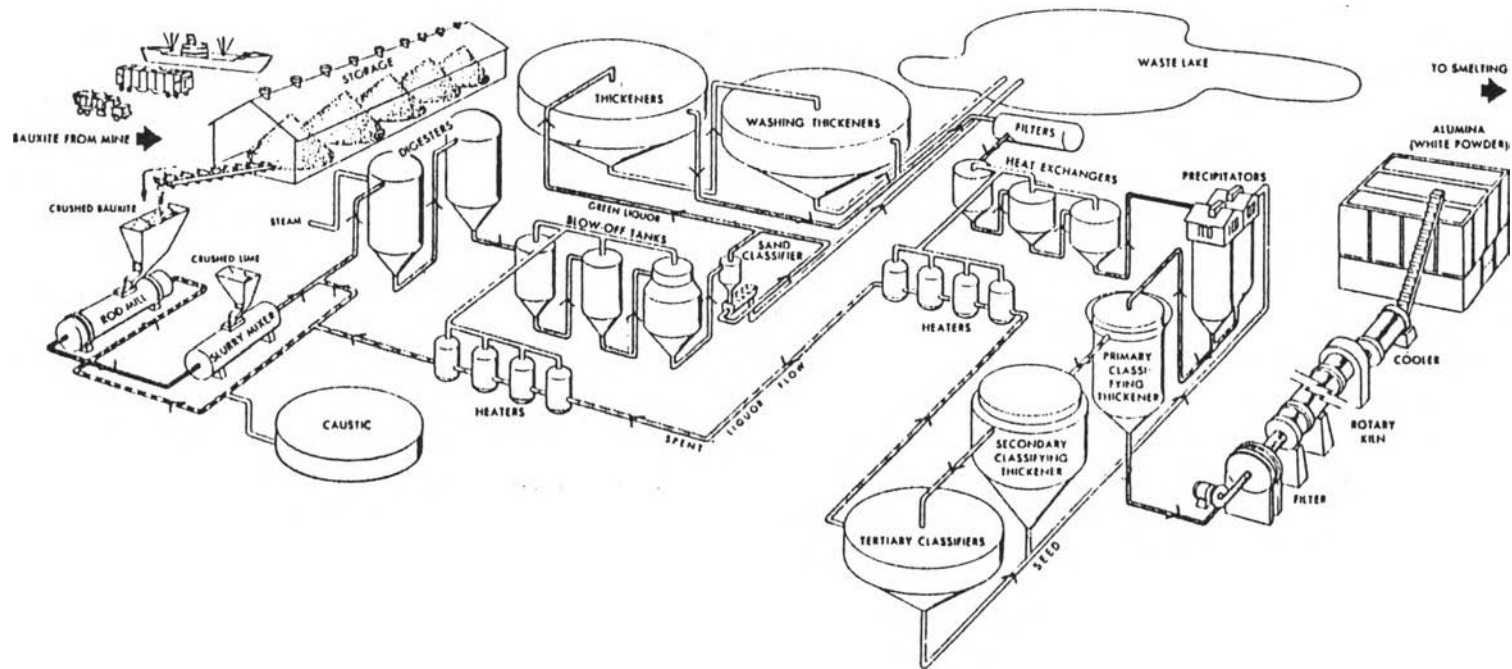 STORAGE
BAUXITE FROM MINE
CRUSHED BAUXITE
ROD MILL
CRUSHED LIME
SLURRY MIXER
STEAM
DIGESTERS
THICKENERS
WASHING THICKENERS
GREEN LIQUOR
BLOW-OFF TANKS
SAND
CLASSIFIER
HEATERS
CAUSTIC
SPENT LIQUOR FLOW
WASTE LAKE
FILTERS
HEAT EXCHANGERS
HEATERS
PRECIPITATORS
PRIMARY
CLASSI-
FYING
THICKENER
SECONDARY
CLASSIFYING
THICKENER
TERTIARY CLASSIFIERS
SEED
FILTER
ROTARY
KILN
COOLER
ALUMINA
(WHITE POWDER)
TO SMELTING